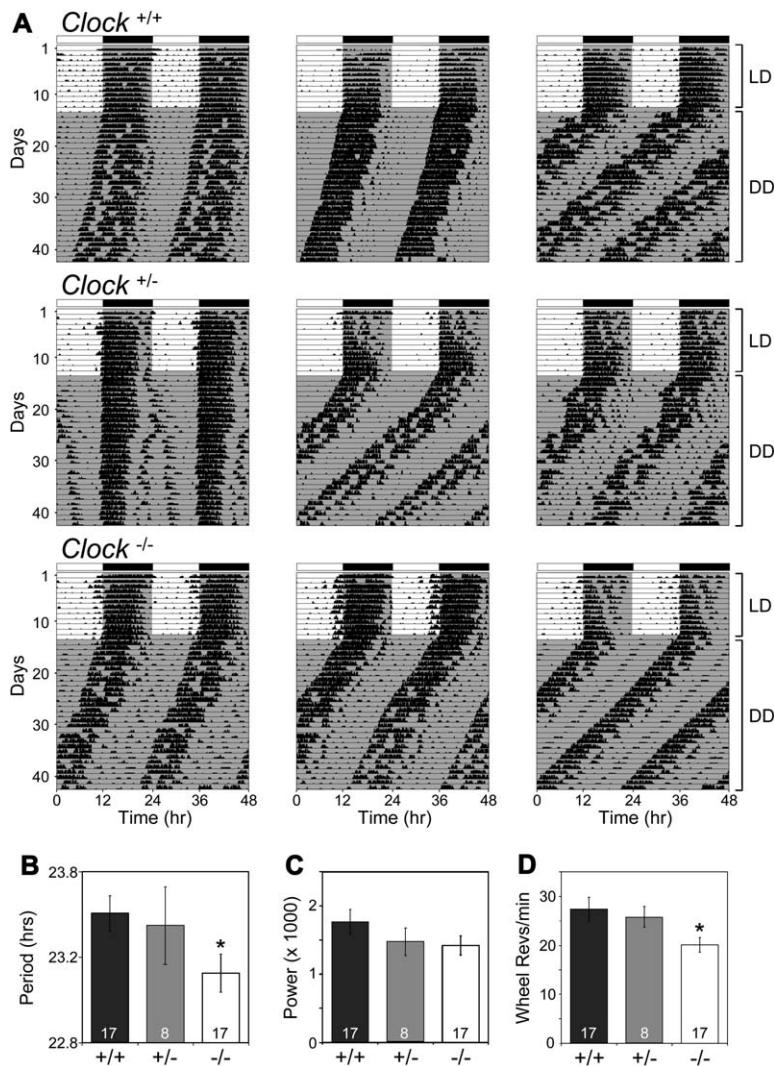 A
Clock +/+
1
10
20
30
40
Days
LD
DD
Clock +/-
1
10
20
30
40
Days
LD
DD
Clock -/-
1
10
20
30
40
Days
LD
DD
0 12 24 36 48
0 12 24 36 48
0 12 24 36 48
Time (hr)
Time (hr)
Time (hr)
B
23.8
23.2
22.8
Period (hrs)
*
17 8 17
+/+ +/- -/-
C
2
1
0
Power (x 1000)
17 8 17
+/+ +/- -/-
D
30
20
10
0
Wheel Revs/min
*
17 8 17
+/+ +/- -/-